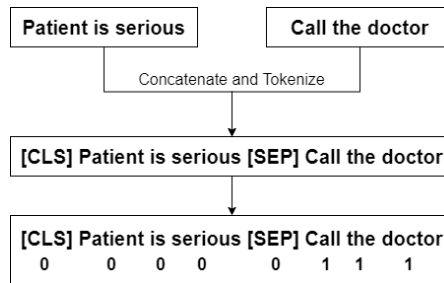 Patient is serious
Call the doctor
Concatenate and Tokenize
[CLS] Patient is serious [SEP] Call the doctor
[CLS] Patient is serious [SEP] Call the doctor
0 0 0 0 0 1 1 1